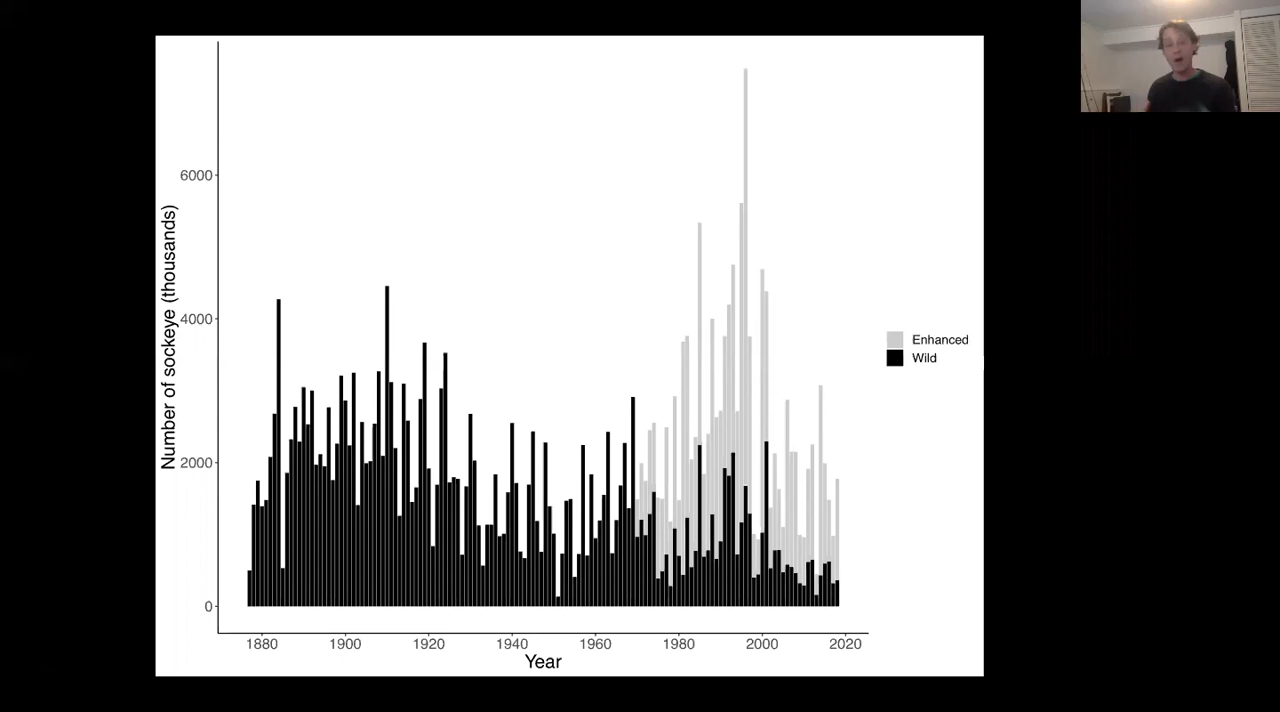 Number of sockeye (thousands)
6000
4000
2000
0
1880 1900 1920 1940 1960 1980 2000 2020
Year
Enhanced
Wild